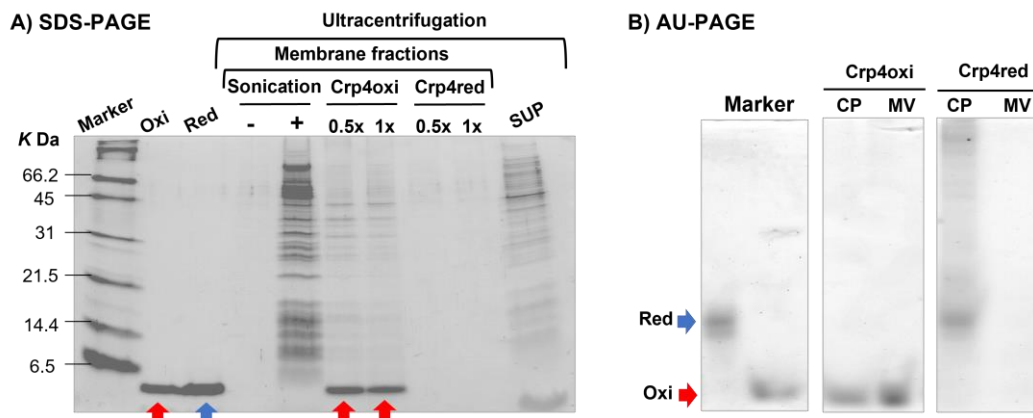 A) SDS-PAGE
Ultracentrifugation
Membrane fractions
Sonication Crp4oxi Crp4red
Marker Oxi Red - + 0.5x 1x 0.5x 1x SUP
K Da
66.2
45
31
21.5
14.4
6.5
B) AU-PAGE
Crp4oxi Crp4red
Marker CP MV CP MV
Red
Oxi